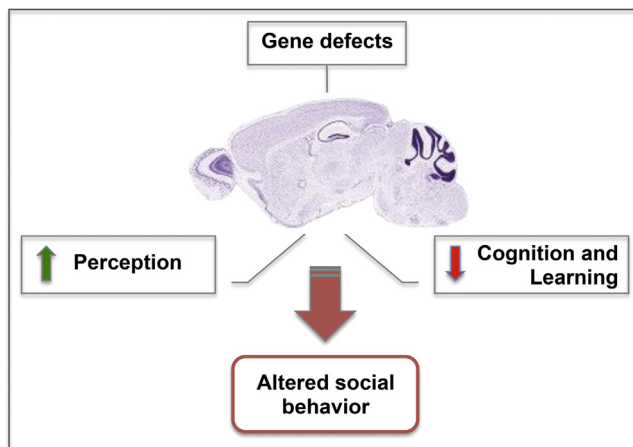 Gene defects
Perception
Cognition and
Learning
Altered social
behavior